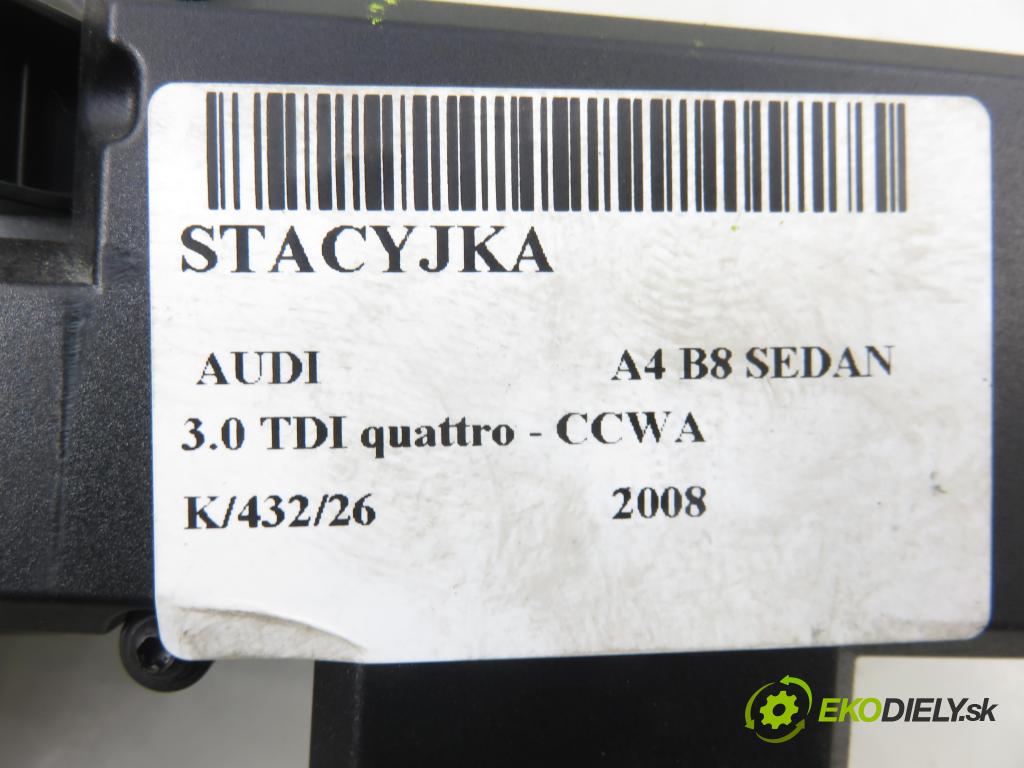 STACYJKA
AUDI A4 B8 SEDAN
3.0 TDI quattro - CCWA
K/432/26 2008
EKODIELY.sk